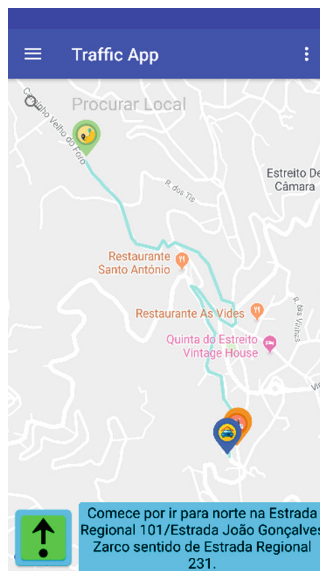 Traffic App
Procurar Local
Caminho Velho do Foro
Estreito De
Câmara
R. dos Tis
Restaurante
Santo António
Restaurante As Vides
Quinta do Estreito
Vintage House
Comece por ir para norte na Estrada
Regional 101/Estrada João Gonçalves
Zarco sentido de Estrada Regional
231.